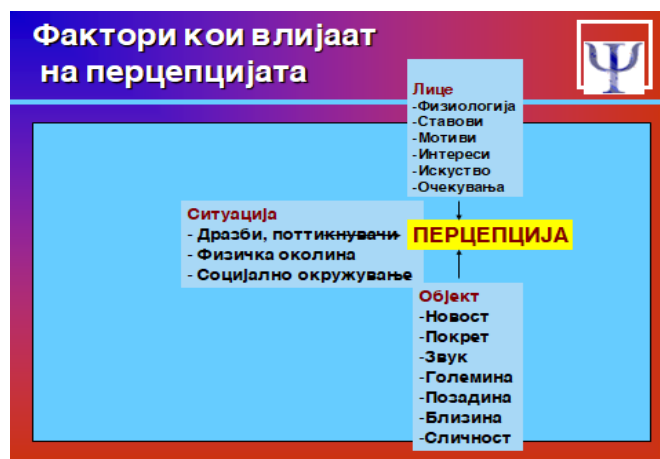 Фактори кои влијаат
на перцепцијата
Ψ
Лице
-Физиологија
-Ставови
-Мотиви
-Интереси
-Искуство
-Очекувања
Ситуација
- Дразби, поттикнувачи
- Физичка околина
- Социјално окружување
ПЕРЦЕПЦИЈА
Објект
-Новост
-Покрет
-Звук
-Големина
-Позадина
-Близина
-Сличност